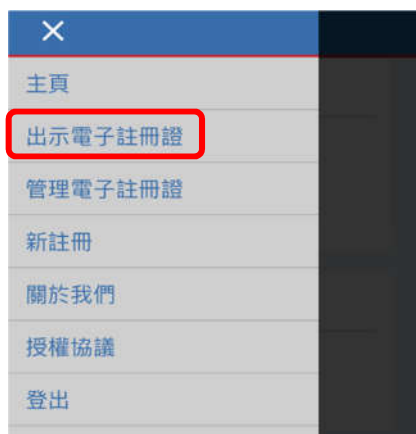 主頁
出示電子註冊證
管理電子註冊證
新註冊
關於我們
授權協議
登出